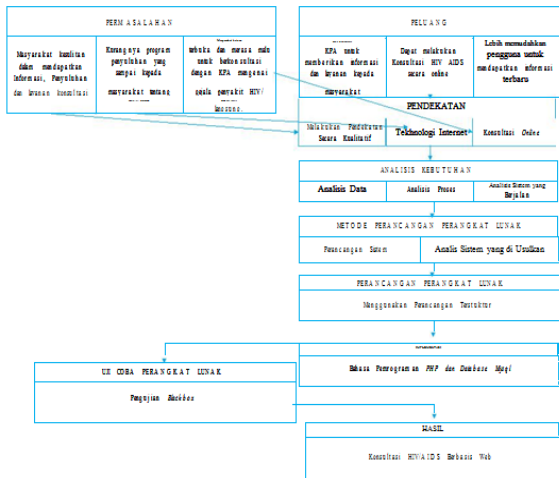 PERMASALAHAN
Masyarakat kesulitan
dalam mendapatkan
Informasi, Penyuluhan
dan layanan konsultasi
Kurangnya program
penyuluhan yang
sampai kepada
masyarakat tentang
terbuka dan merasa malu
untuk berkonsultasi
dengan KPA mengenai
gejala penyakit HIV/
PELUANG
KPA untuk
memberikan informasi
dan layanan kepada
masyarakat
Dapat melakukan
Konsultasi HIV AIDS
secara online
Lebih memudahkan
pengguna untuk
mendapatkan informasi
terbaru
PENDEKATAN
Melakukan Pendekatan
Secara Kualitatif
Tekhnologi Internet
Konsultasi Online
ANALISIS KEBUTUHAN
Analisis Data
Analisis Proses
Analisis Sistem yang
Berjalan
METODE PERANCANGAN PERANGKAT LUNAK
Perancangan Sistem
Analis Sistem yang di Usulkan
PERANCANGAN PERANGKAT LUNAK
Menggunakan Perancangan Terstruktur
Bahasa Pemrograman PHP dan Database Mysql
UJI COBA PERANGKAT LUNAK
Pengujian Blackbox
HASIL
Konsultasi HIV/AIDS Berbasis Web